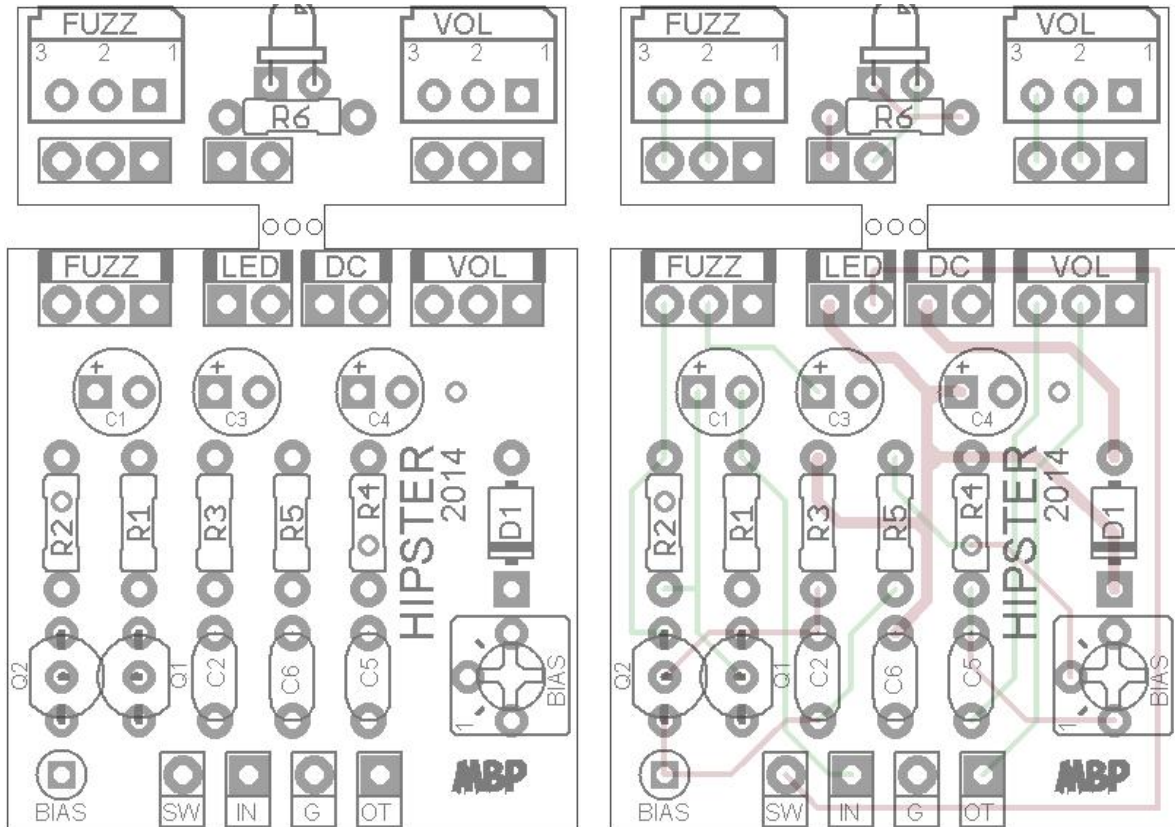 FUZZ VOL
3 2 1 3 2 1
R6
FUZZ LED DC VOL
+ + +
C1 C3 C4
R2 R1 R3 R5 R4 HIPSTER 2014 D1
Q2 Q1 C2 C6 C5 1 BIAS
BIAS SW IN G OT MBP
FUZZ VOL
3 2 1 3 2 1
R6
FUZZ LED DC VOL
+ + +
C1 C3 C4
R2 R1 R3 R5 R4 HIPSTER 2014 D1
Q2 Q1 C2 C6 C5 1 BIAS
BIAS SW IN G OT MBP